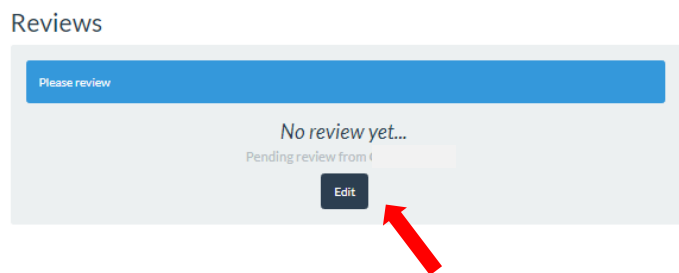 Reviews
Please review
No review yet...
Pending review from
Edit